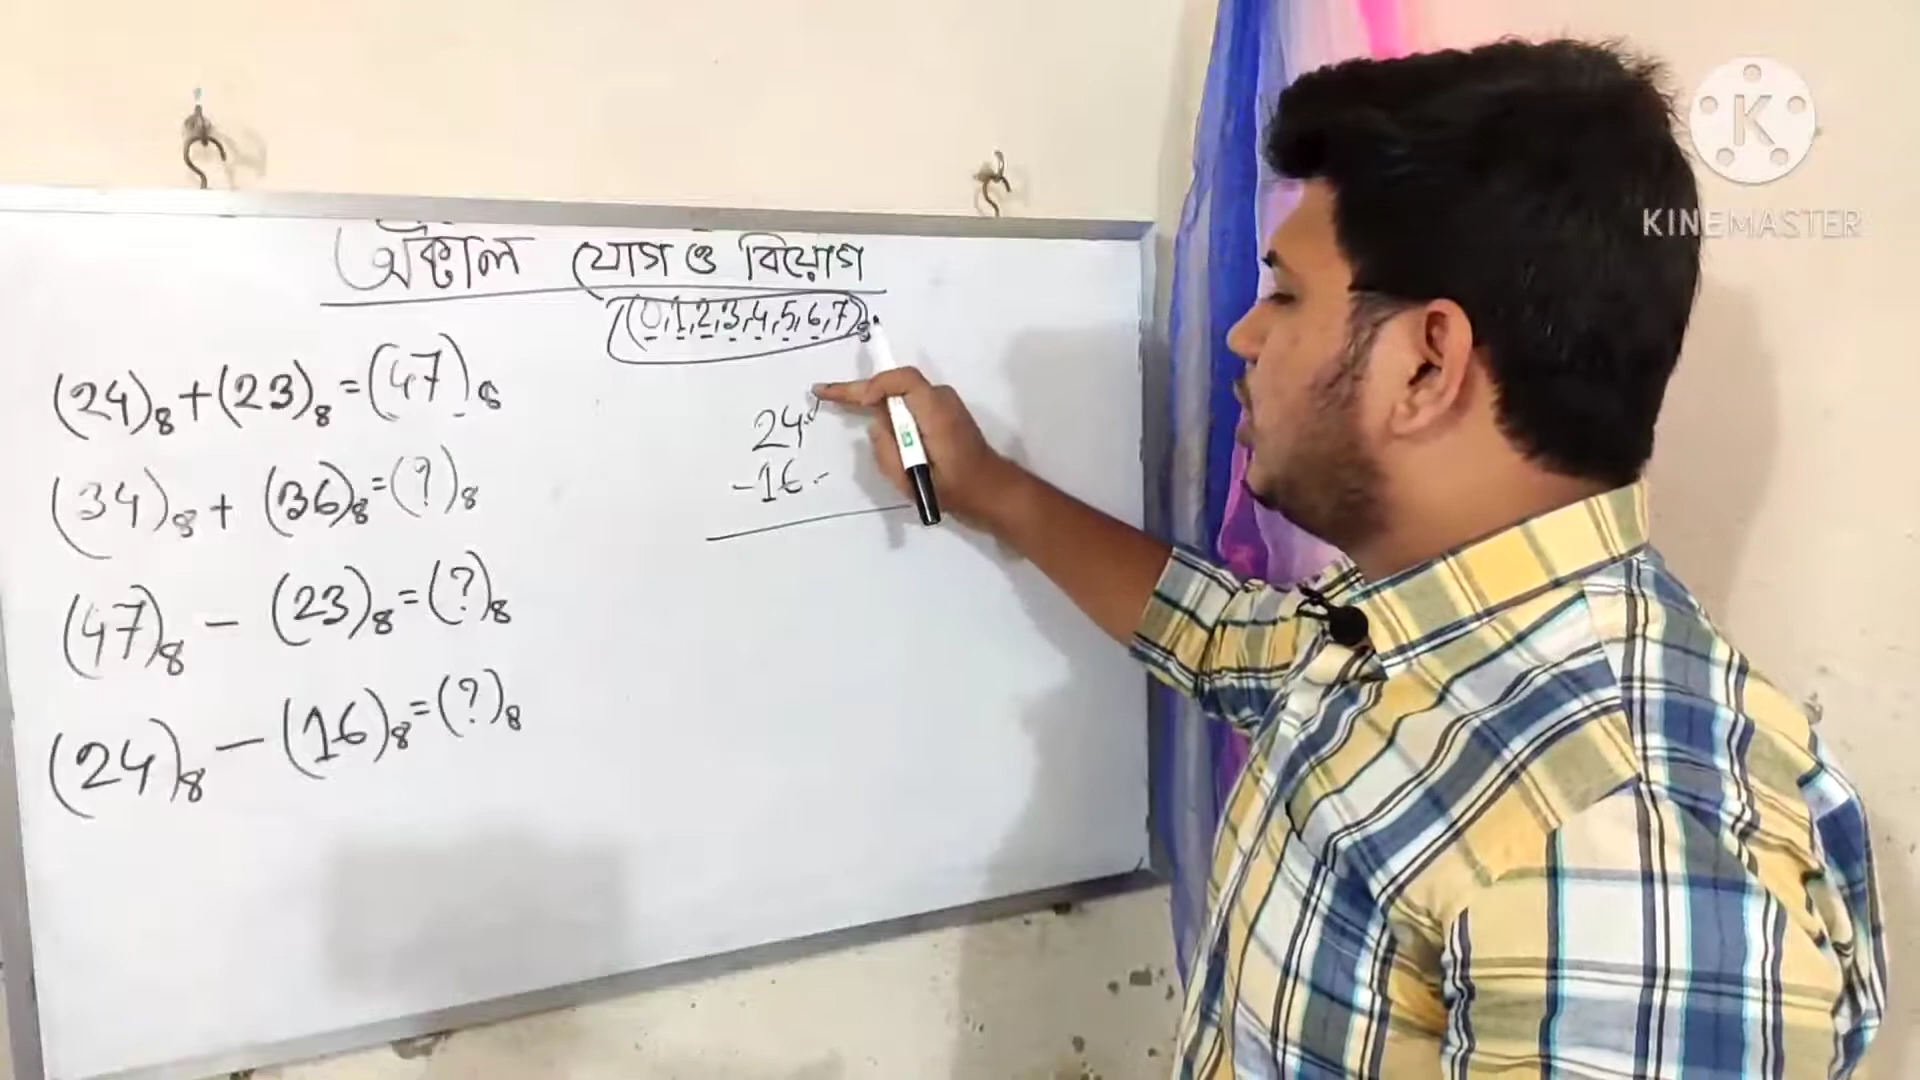 অক্টাল যোগ ও বিয়োগ
(0,1,2,3,4,5,6,7)8
(24)8+(23)8=(47)8
(34)8+(36)8=(?)8
(47)8-(23)8=(?)8
(24)8-(16)8=(?)8
24
-16
K
KINEMASTER